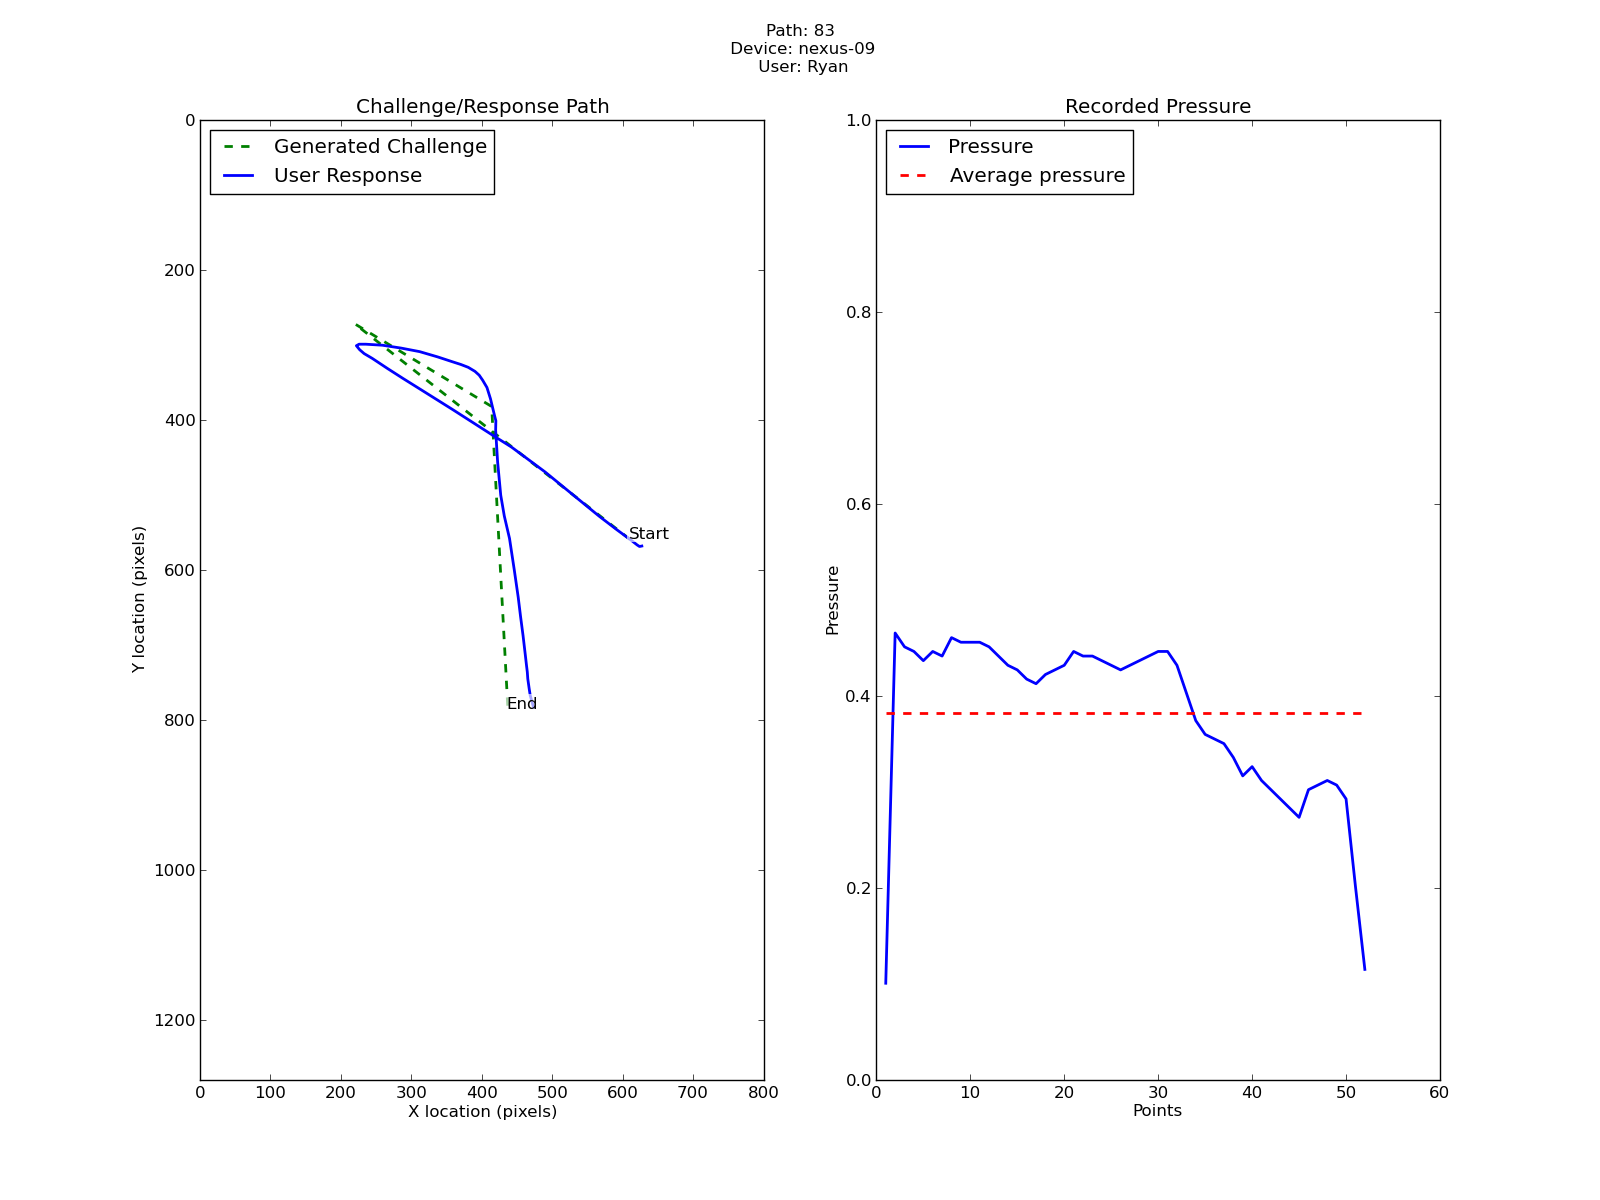 Path: 83
Device: nexus-09
User: Ryan
Challenge/Response Path
Generated Challenge
User Response
0
200
400
600
800
1000
1200
Y location (pixels)
Start
End
0 100 200 300 400 500 600 700 800
X location (pixels)
Recorded Pressure
Pressure
Average pressure
1.0
0.8
0.6
0.4
0.2
0.0
Pressure
0 10 20 30 40 50 60
Points